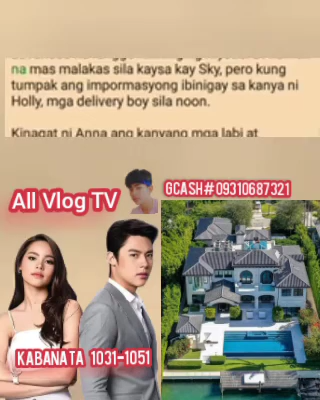 na mas malakas sila kaysa kay Sky, pero kung
tumpak ang impormasyong ibinigay sa kanya ni
Holly, mga delivery boy sila noon.
Kinagat ni Anna ang kanyang mga labi at
All Vlog TV
GCASH# 09310687321
KABANATA 1031-1051